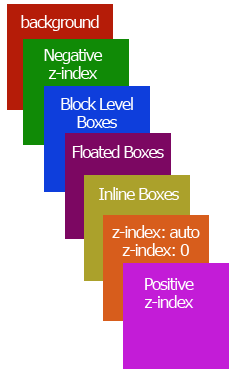 background
Negative
z-index
Block Level
Boxes
Floated Boxes
Inline Boxes
z-index: auto
z-index: 0
Positive
z-index